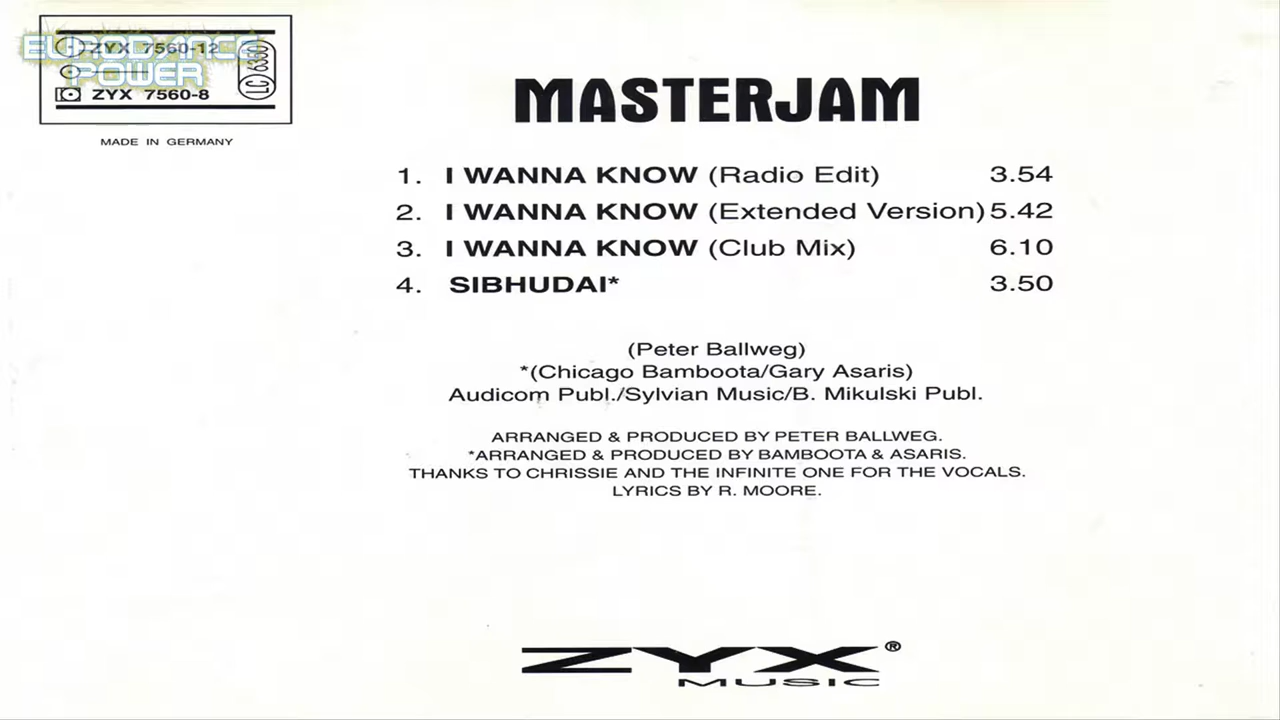 EURODANCE
POWER
ZYX 7560-12
ZYX 7560-8
LC 6350
MADE IN GERMANY
MASTERJAM
1. I WANNA KNOW (Radio Edit) 3.54
2. I WANNA KNOW (Extended Version) 5.42
3. I WANNA KNOW (Club Mix) 6.10
4. SIBHUDAI* 3.50
(Peter Ballweg)
*(Chicago Bamboota/Gary Asaris)
Audicom Publ./Sylvian Music/B. Mikulski Publ.
ARRANGED & PRODUCED BY PETER BALLWEG.
*ARRANGED & PRODUCED BY BAMBOOTA & ASARIS.
THANKS TO CHRISSIE AND THE INFINITE ONE FOR THE VOCALS.
LYRICS BY R. MOORE.
ZYX®
MUSIC